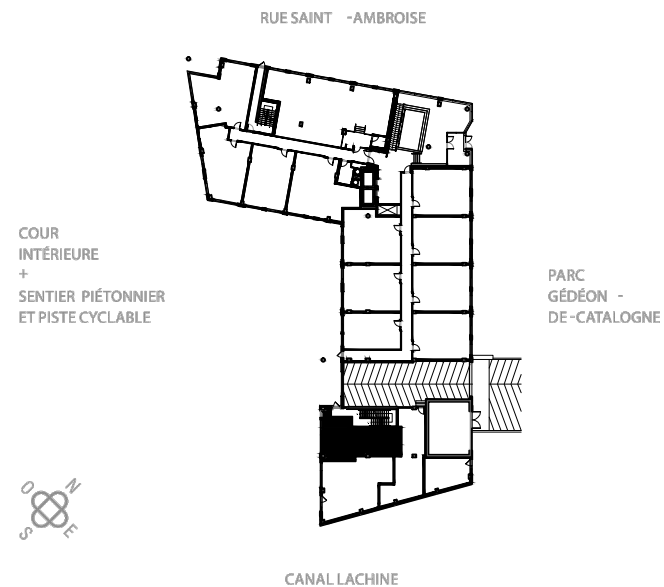 RUE SAINT -AMBROISE
COUR
INTÉRIEURE
+
SENTIER PIÉTONNIER
ET PISTE CYCLABLE
PARC
GÉDÉON -
DE-CATALOGNE
O N
S E
CANAL LACHINE